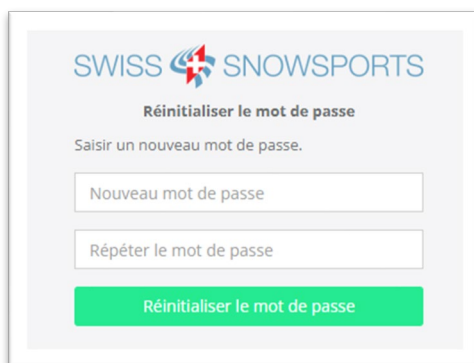 SWISS SNOWSPORTS
Réinitialiser le mot de passe
Saisir un nouveau mot de passe.
Nouveau mot de passe
Répéter le mot de passe
Réinitialiser le mot de passe